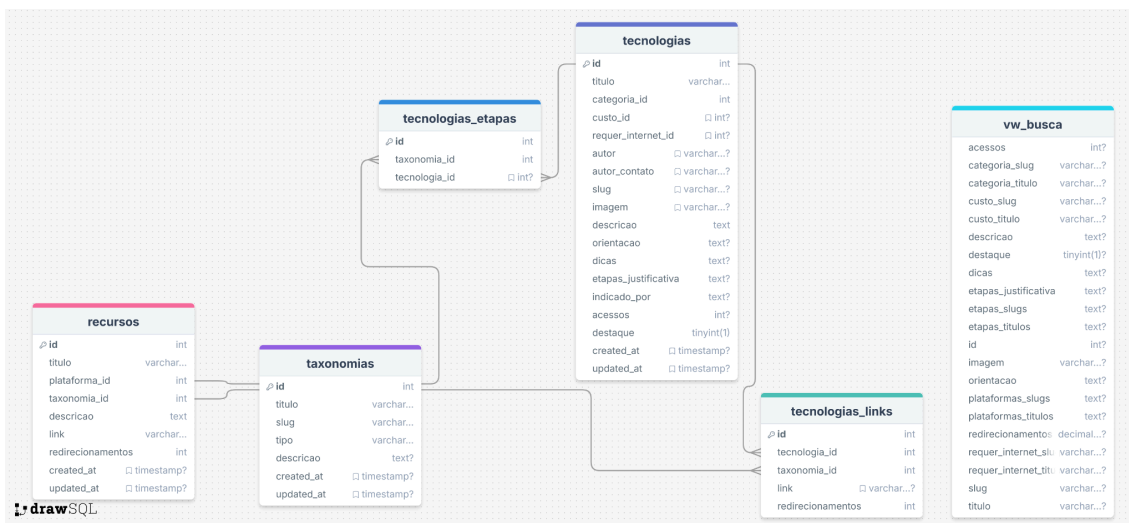 tecnologias
id int
titulo varchar...
categoria_id int
custo_id int?
requer_internet_id int?
autor varchar...?
autor_contato varchar...?
slug varchar...?
imagem varchar...?
descricao text
orientacao text?
dicas text?
etapas_justificativa text?
indicado_por text?
acessos int?
destaque tinyint(1)
created_at timestamp?
updated_at timestamp?
tecnologias_etapas
id int
taxonomia_id int
tecnologia_id int?
vw_busca
acessos int?
categoria_slug varchar...?
categoria_titulo varchar...?
custo_slug varchar...?
custo_titulo varchar...?
descricao text?
destaque tinyint(1)?
dicas text?
etapas_justificativa text?
etapas_slugs text?
etapas_titulos text?
id int?
imagem varchar...?
orientacao text?
plataformas_slugs text?
plataformas_titulos text?
redirecionamentos decimal...?
requer_internet_slu varchar...?
requer_internet_titu varchar...?
slug varchar...?
titulo varchar...?
recursos
id int
titulo varchar...
plataforma_id int
taxonomia_id int
descricao text
link varchar...
redirecionamentos int
created_at timestamp?
updated_at timestamp?
taxonomias
id int
titulo varchar...
slug varchar...
tipo varchar...
descricao text?
created_at timestamp?
updated_at timestamp?
tecnologias_links
id int
tecnologia_id int
taxonomia_id int
link varchar...?
redirecionamentos int
drawSQL